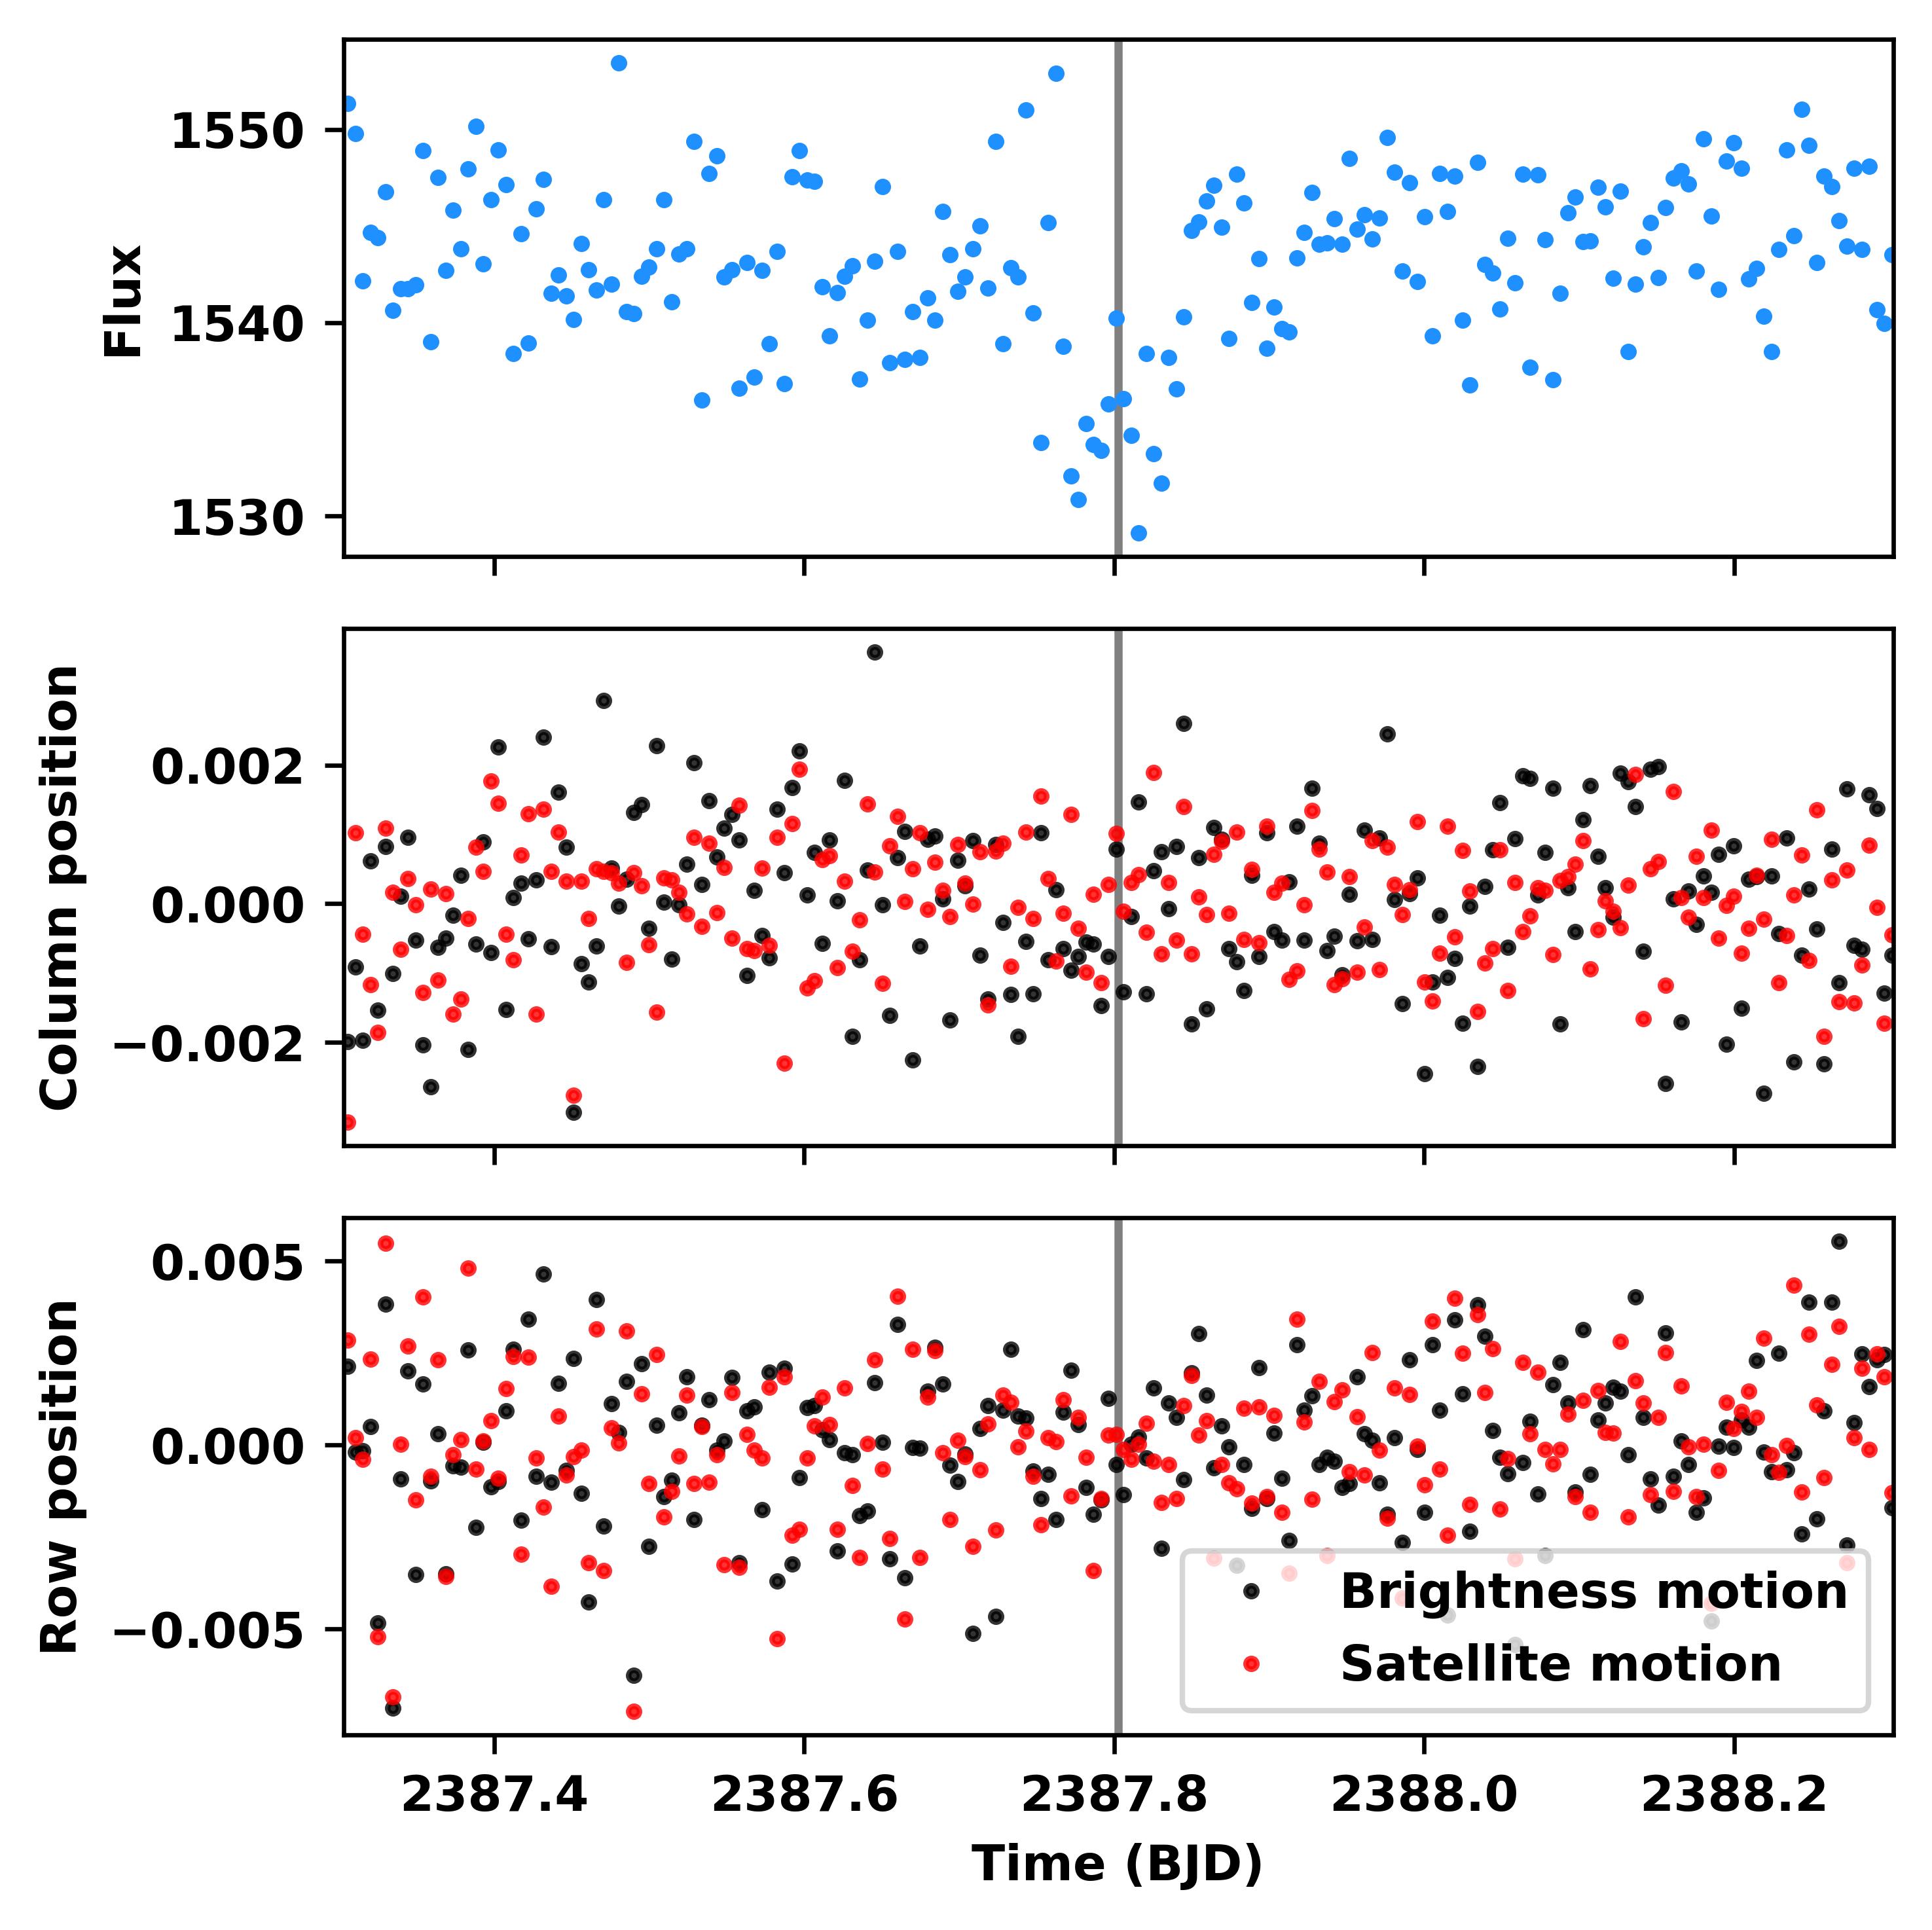 Flux
1550
1540
1530
Column position
0.002
0.000
−0.002
Row position
0.005
0.000
−0.005
Brightness motion
Satellite motion
2387.4 2387.6 2387.8 2388.0 2388.2
Time (BJD)